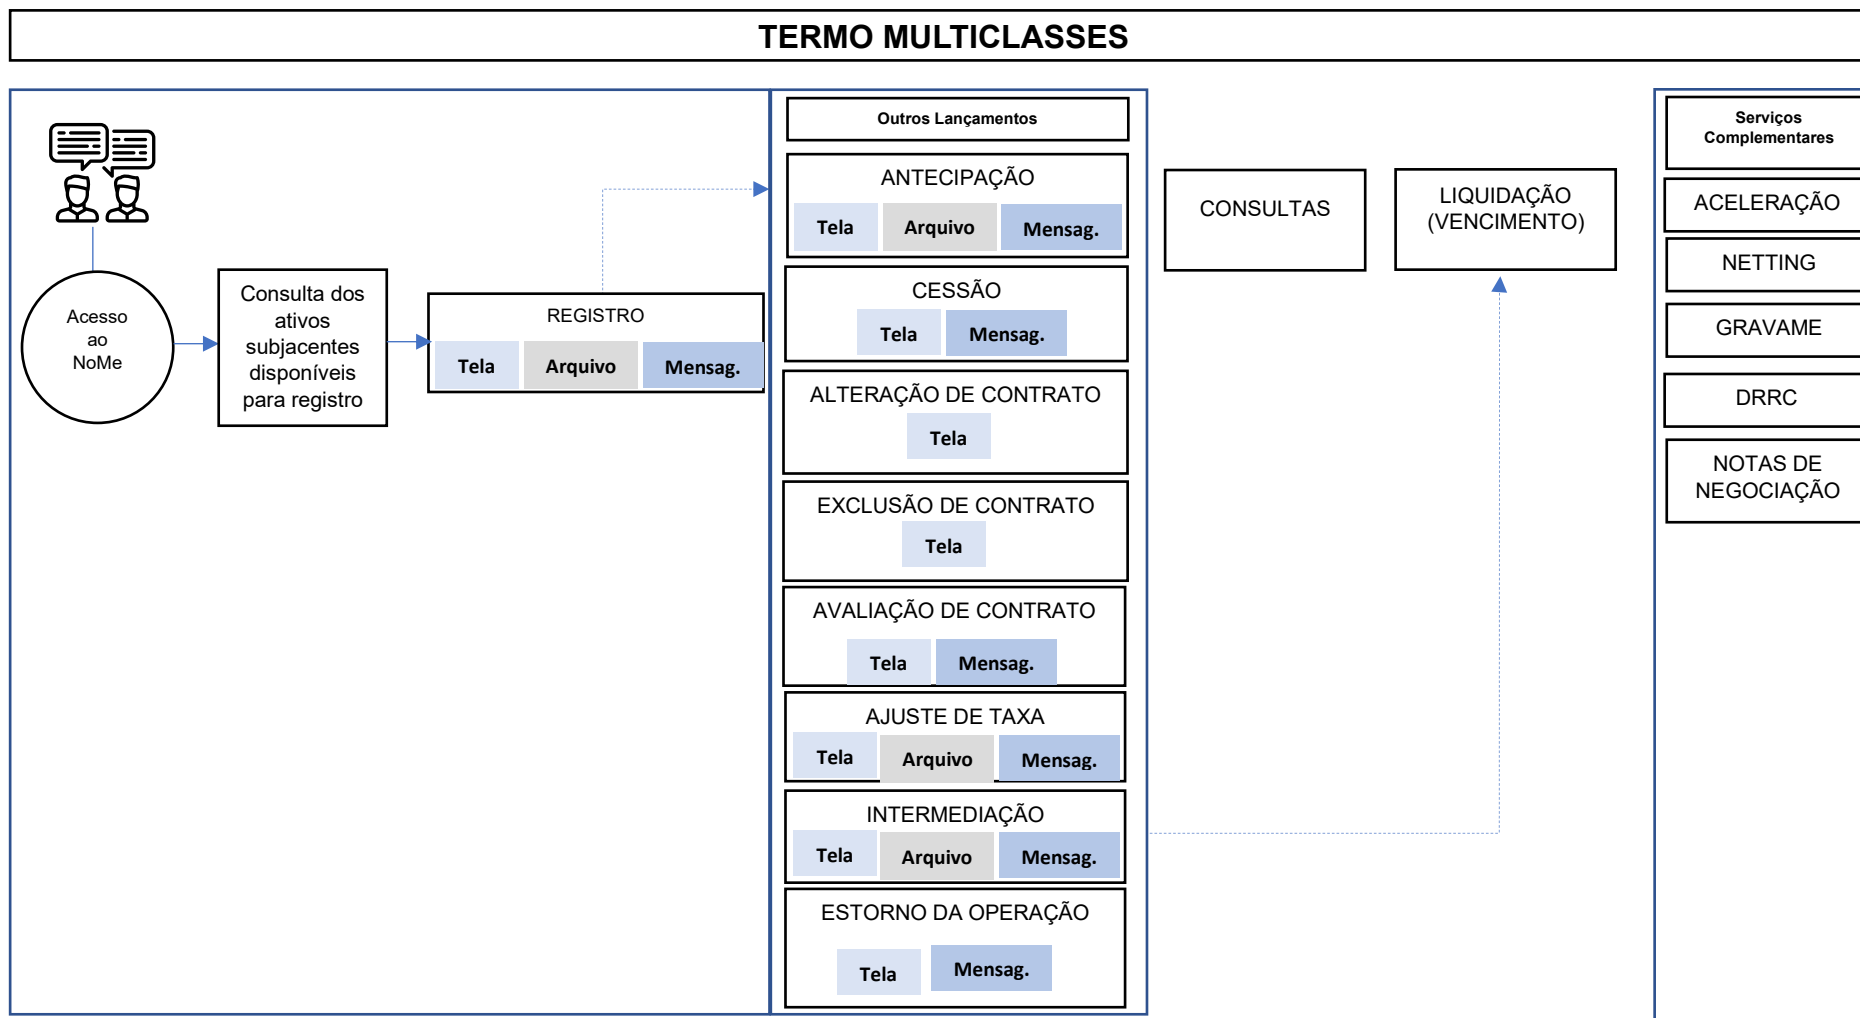 TERMO MULTICLASSES
Acesso
ao
NoMe
Consulta dos
ativos
subjacentes
disponíveis
para registro
REGISTRO
Tela
Arquivo
Mensag.
Outros Lançamentos
ANTECIPAÇÃO
Tela
Arquivo
Mensag.
CESSÃO
Tela
Mensag.
ALTERAÇÃO DE CONTRATO
Tela
EXCLUSÃO DE CONTRATO
Tela
AVALIAÇÃO DE CONTRATO
Tela
Mensag.
AJUSTE DE TAXA
Tela
Arquivo
Mensag.
INTERMEDIAÇÃO
Tela
Arquivo
Mensag.
ESTORNO DA OPERAÇÃO
Tela
Mensag.
CONSULTAS
LIQUIDAÇÃO
(VENCIMENTO)
Serviços
Complementares
ACELERAÇÃO
NETTING
GRAVAME
DRRC
NOTAS DE
NEGOCIAÇÃO